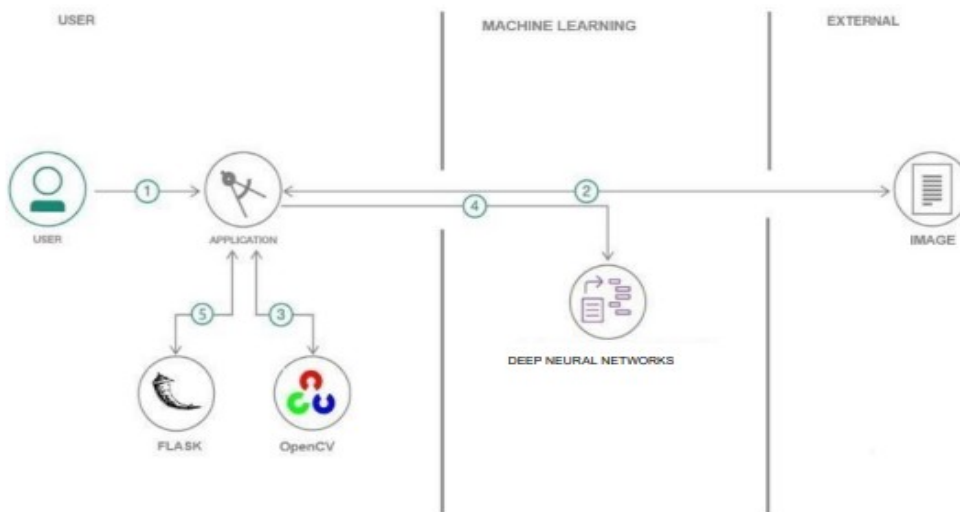 USER
MACHINE LEARNING
EXTERNAL
1
2
4
USER
APPLICATION
IMAGE
5
3
DEEP NEURAL NETWORKS
FLASK
OpenCV